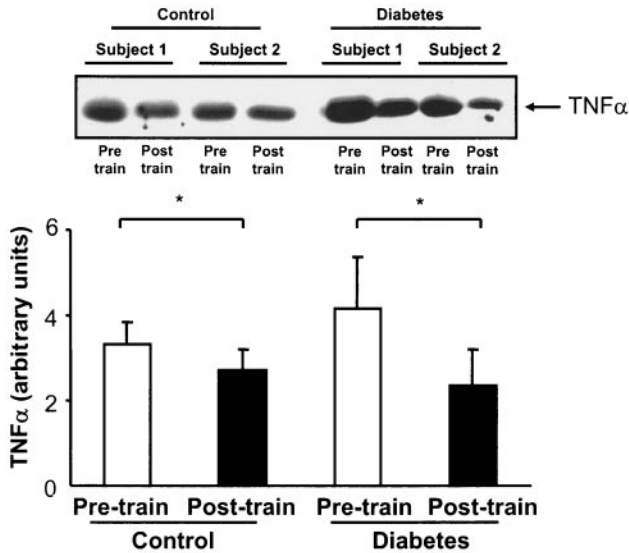 Control Diabetes
Subject 1 Subject 2 Subject 1 Subject 2
TNFα
Pre train Post train Pre train Post train Pre train Post train Pre train Post train
* *
TNFα (arbitrary units)
6
4
2
0
Pre-train Post-train Pre-train Post-train
Control Diabetes